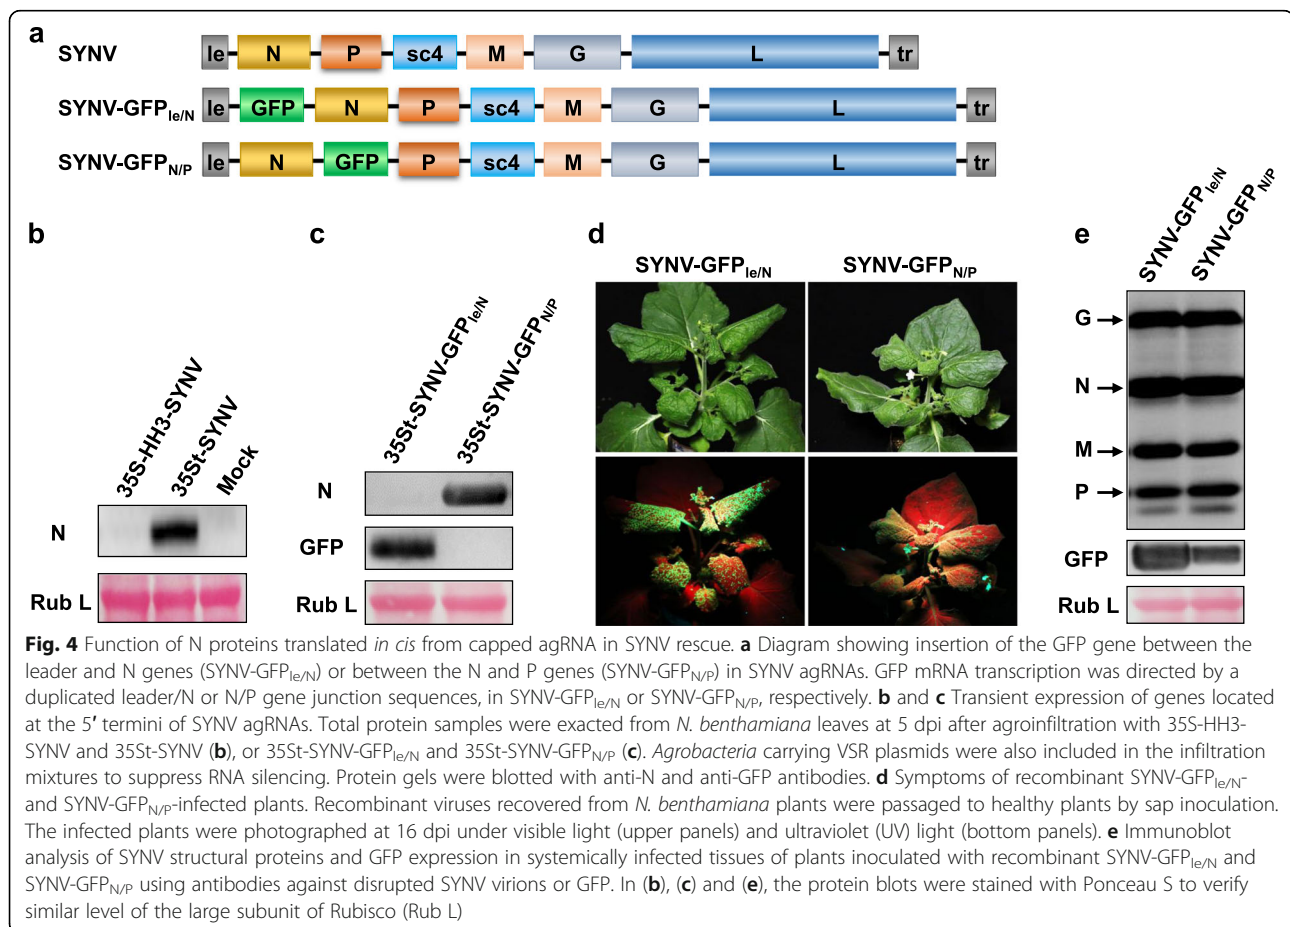 a
SYNV le N P sc4 M G L tr
SYNV-GFPle/N le GFP N P sc4 M G L tr
SYNV-GFPN/P le N GFP P sc4 M G L tr
b
35S-HH3-SYNV
35St-SYNV
Mock
N
Rub L
c
35St-SYNV-GFPle/N
35St-SYNV-GFPN/P
N
GFP
Rub L
d
SYNV-GFPle/N SYNV-GFPN/P
e
SYNV-GFPle/N
SYNV-GFPN/P
G
N
M
P
GFP
Rub L
Fig. 4 Function of N proteins translated in cis from capped agRNA in SYNV rescue. a Diagram showing insertion of the GFP gene between the
leader and N genes (SYNV-GFPle/N) or between the N and P genes (SYNV-GFPN/P) in SYNV agRNAs. GFP mRNA transcription was directed by a
duplicated leader/N or N/P gene junction sequences, in SYNV-GFPle/N or SYNV-GFPN/P, respectively. b and c Transient expression of genes located
at the 5′ termini of SYNV agRNAs. Total protein samples were exacted from N. benthamiana leaves at 5 dpi after agroinfiltration with 35S-HH3-
SYNV and 35St-SYNV (b), or 35St-SYNV-GFPle/N and 35St-SYNV-GFPN/P (c). Agrobacteria carrying VSR plasmids were also included in the infiltration
mixtures to suppress RNA silencing. Protein gels were blotted with anti-N and anti-GFP antibodies. d Symptoms of recombinant SYNV-GFPle/N-
and SYNV-GFPN/P-infected plants. Recombinant viruses recovered from N. benthamiana plants were passaged to healthy plants by sap inoculation.
The infected plants were photographed at 16 dpi under visible light (upper panels) and ultraviolet (UV) light (bottom panels). e Immunoblot
analysis of SYNV structural proteins and GFP expression in systemically infected tissues of plants inoculated with recombinant SYNV-GFPle/N and
SYNV-GFPN/P using antibodies against disrupted SYNV virions or GFP. In (b), (c) and (e), the protein blots were stained with Ponceau S to verify
similar level of the large subunit of Rubisco (Rub L)